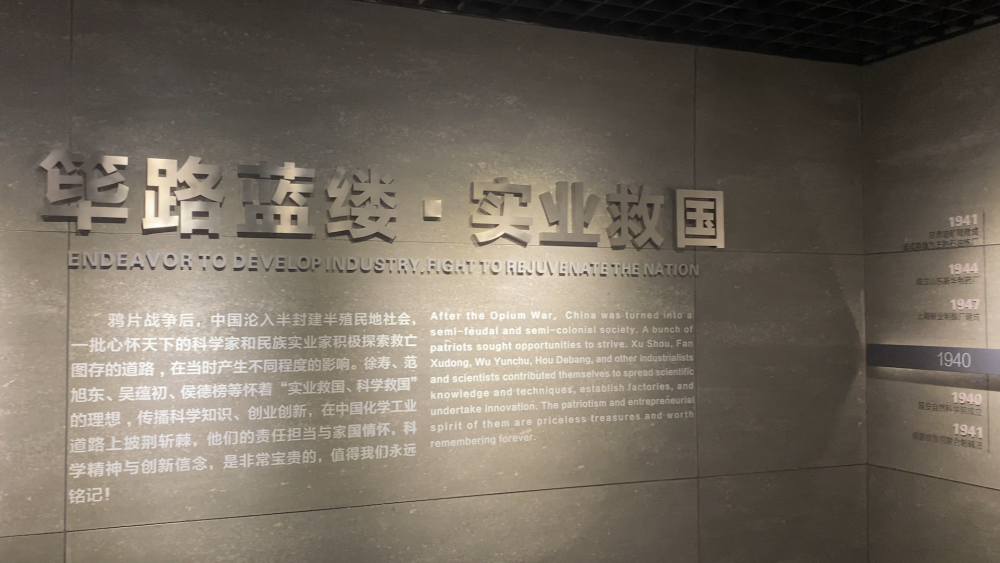 筚路蓝缕·实业救国
ENDEAVOR TO DEVELOP INDUSTRY, FIGHT TO REJUVENATE THE NATION
鸦片战争后，中国沦入半封建半殖民地社会，
一批心怀天下的科学家和民族实业家积极探索救亡
图存的道路，在当时产生不同程度的影响。徐寿、范
旭东、吴蕴初、侯德榜等怀着“实业救国、科学救国”
的理想，传播科学知识、创业创新，在中国化学工业
道路上披荆斩棘，他们的责任担当与家国情怀，科
学精神与创新信念，是非常宝贵的，值得我们永远
铭记！
After the Opium War, China was turned into a
semi-feudal and semi-colonial society. A bunch of
patriots sought opportunities to strive. Xu Shou, Fan
Xudong, Wu Yunchu, Hou Debang, and other industrialists
and scientists contributed themselves to spread scientific
knowledge and techniques, establish factories, and
undertake innovation. The patriotism and entrepreneurial
spirit of them are priceless treasures and worth
remembering forever.
1941
1944
1947
1940
1940
延安自然科学院成立
1941